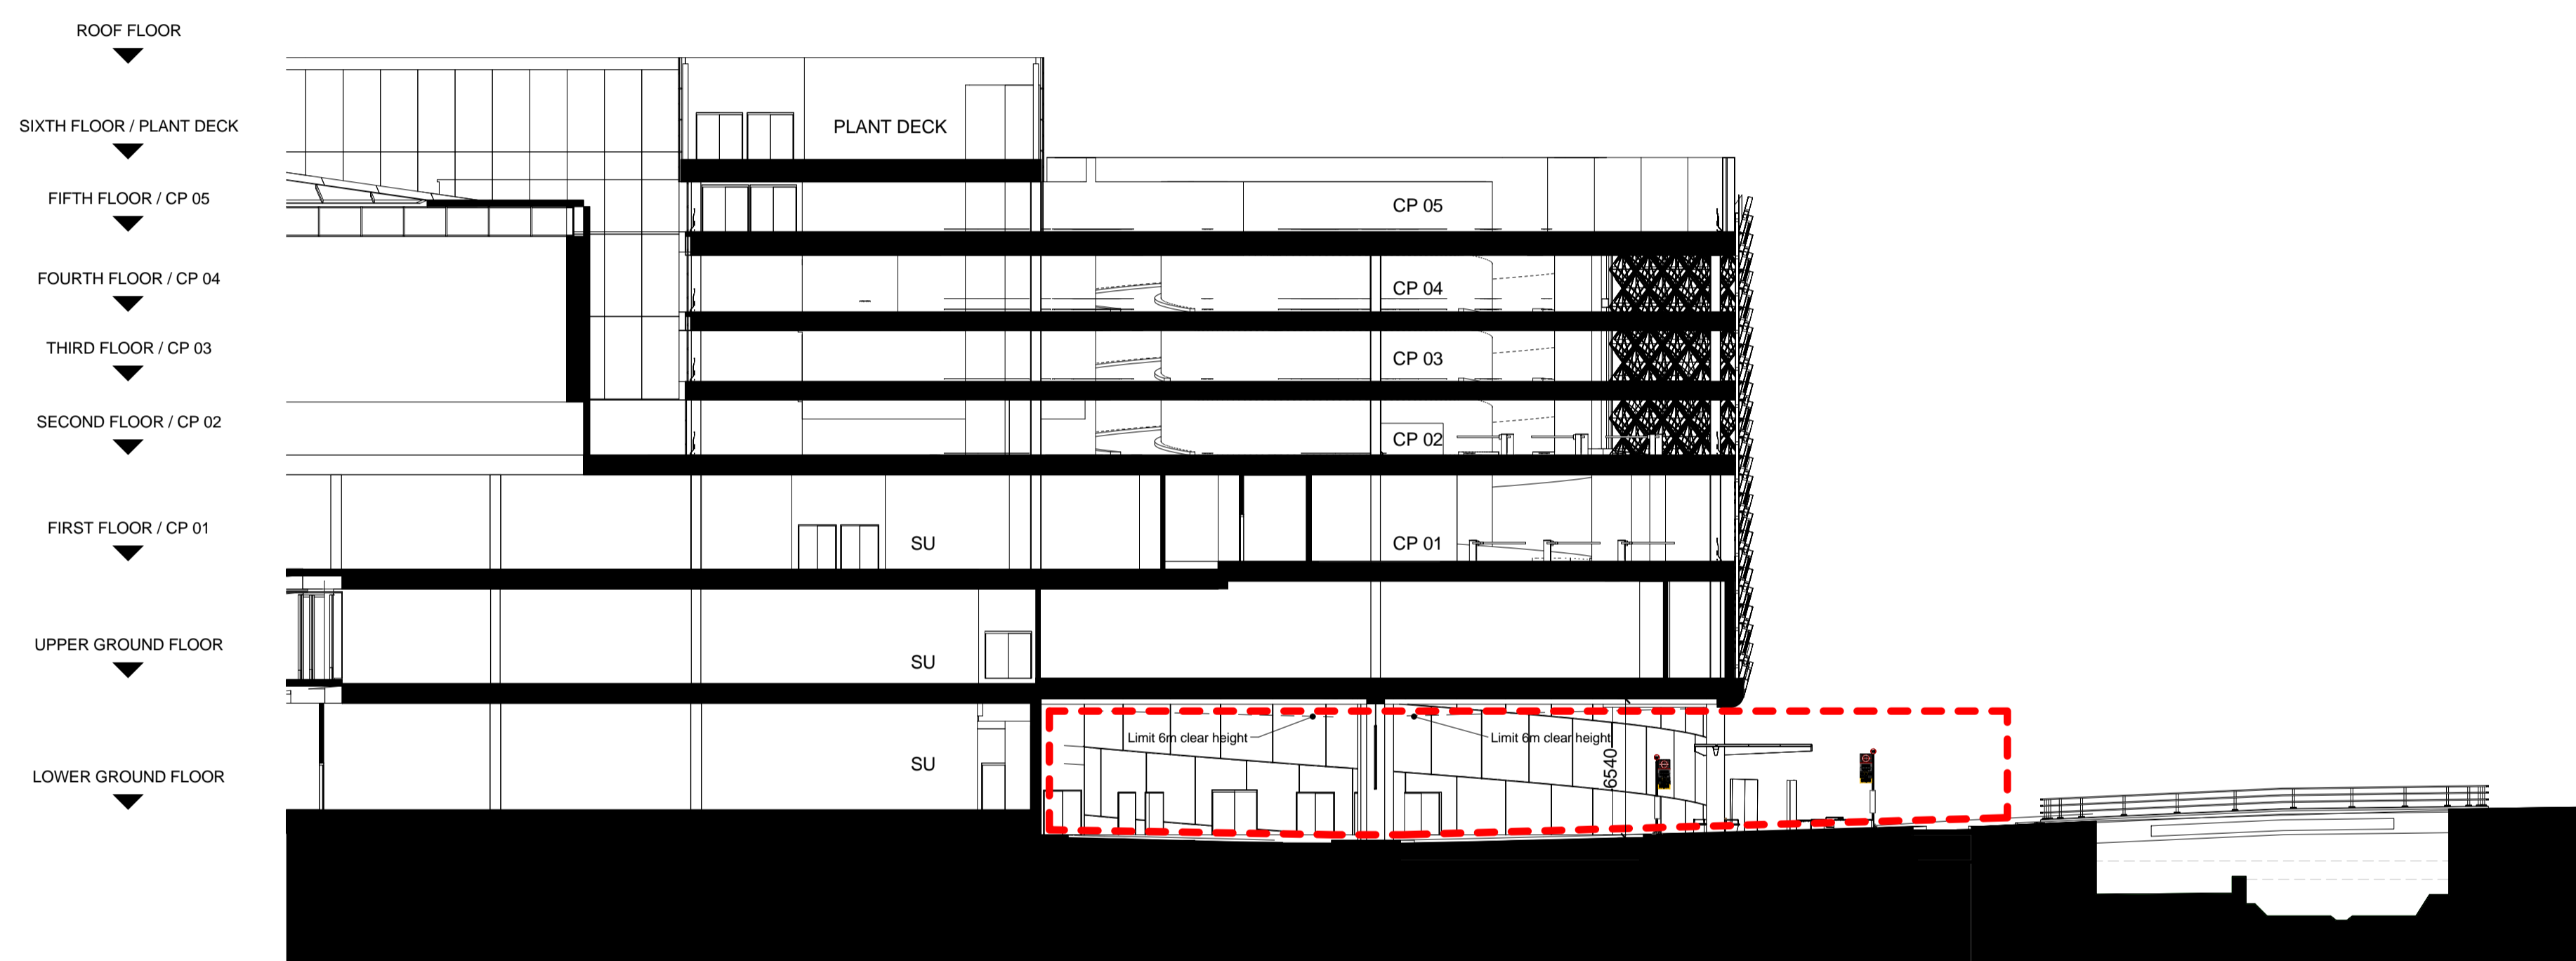 ROOF FLOOR
SIXTH FLOOR / PLANT DECK
PLANT DECK
FIFTH FLOOR / CP 05
CP 05
FOURTH FLOOR / CP 04
CP 04
THIRD FLOOR / CP 03
CP 03
SECOND FLOOR / CP 02
CP 02
FIRST FLOOR / CP 01
SU
CP 01
UPPER GROUND FLOOR
SU
Limit 6m clear height
Limit 6m clear height
6540
LOWER GROUND FLOOR
SU